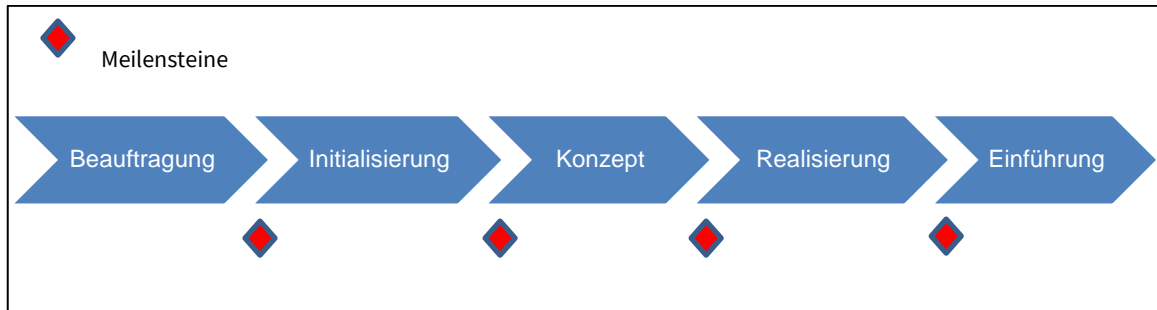 Meilensteine
Beauftragung
Initialisierung
Konzept
Realisierung
Einführung